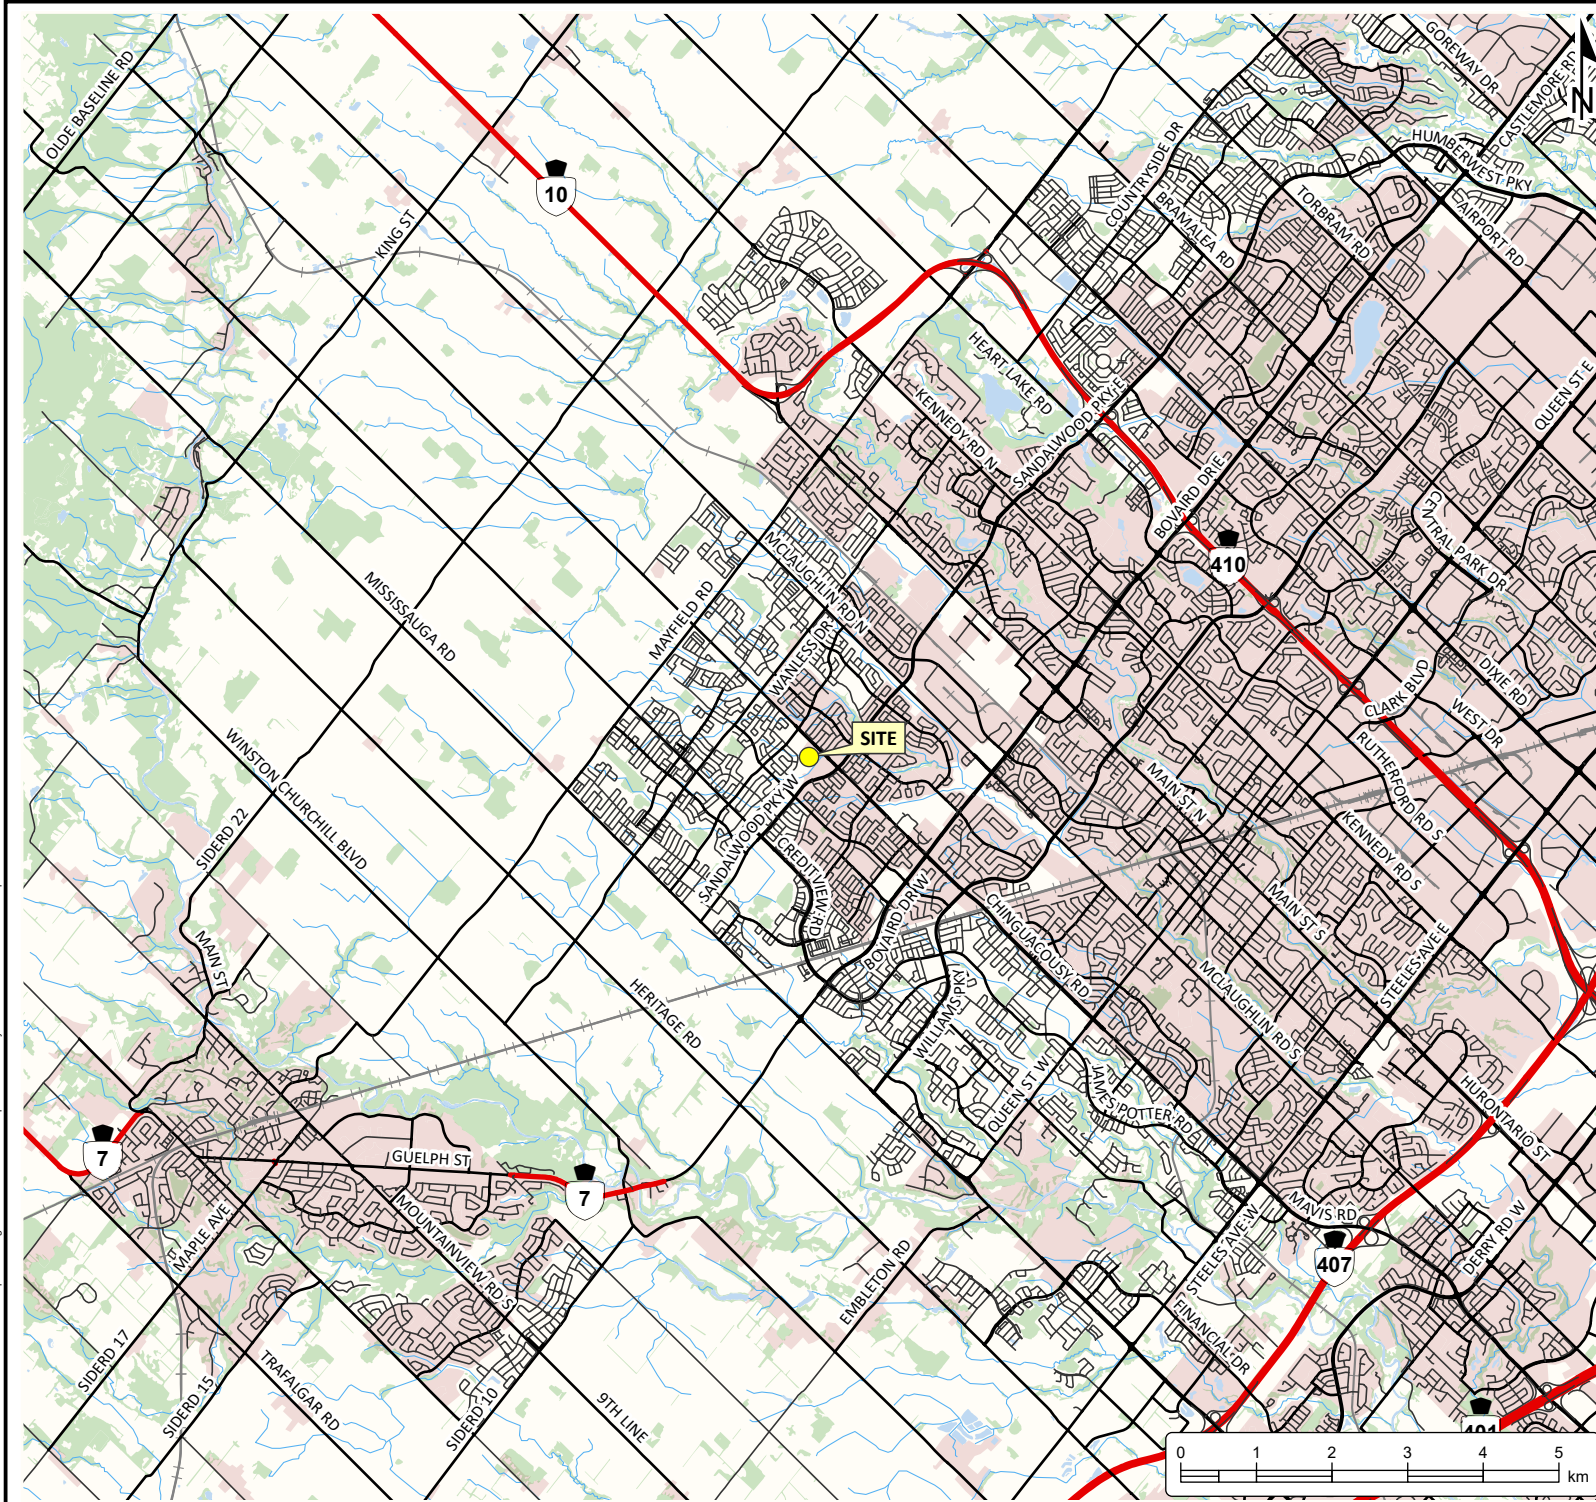 OLDE BASELINE RD
GOREWAY DR
CASTLEMORE RD
N
HUMBERWEST PKY
COUNTRYSIDE DR
BRAMALEA RD
TORBRAM RD
AIRPORT RD
10
KING ST
HEART LAKE RD
KENNEDY RD N
SANDALWOOD PKY E
QUEEN ST E
BOVAIRD DR E
CENTRAL PARK DR
410
MCLAUGHLIN RD N
MISSISSAUGA RD
MAYFIELD RD
WANLESS DR
DIXIE RD
CLARK BLVD
WEST DR
SITE
RUTHERFORD RD S
WINSTON CHURCHILL BLVD
MAIN ST N
SIDERD 22
KENNEDY RD S
SANDALWOOD PKY W
CREDITVIEW RD
BOVAIRD DR W
CHINGUACOUSY RD
MAIN ST S
STEELES AVE E
MAIN ST
HERITAGE RD
MCLAUGHLIN RD S
WILLIAMS PKY
QUEEN ST W
JAMES POTTER RD
HURONTARIO ST
7
GUELPH ST
7
MAPLE AVE
MOUNTAINVIEW RD S
MAVIS RD
DERRY RD W
EMBLETON RD
STEELES AVE W
407
FINANCIAL DR
SIDERD 17
SIDERD 15
TRAFALGAR RD
SIDERD 10
9TH LINE
401
0 1 2 3 4 5
km